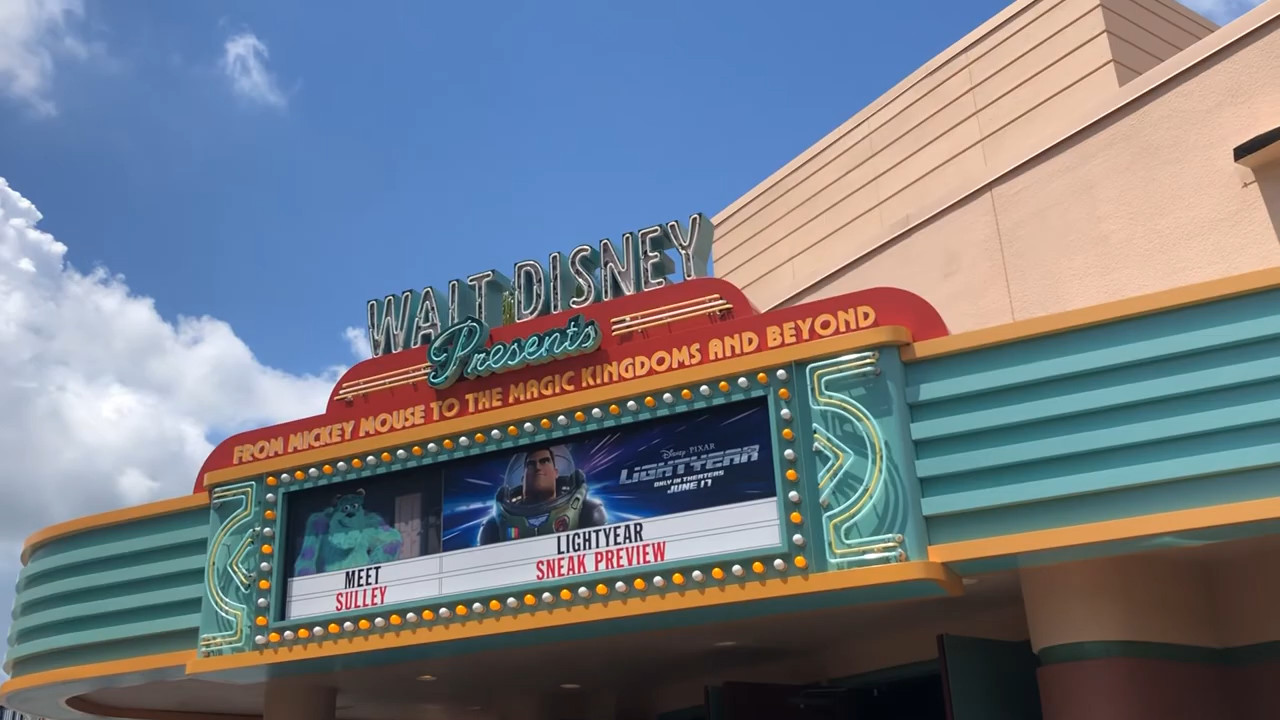 WALT DISNEY
Presents
FROM MICKEY MOUSE TO THE MAGIC KINGDOMS AND BEYOND
Disney PIXAR
LIGHTYEAR
ONLY IN THEATERS
JUNE 17
MEET
SULLEY
LIGHTYEAR
SNEAK PREVIEW